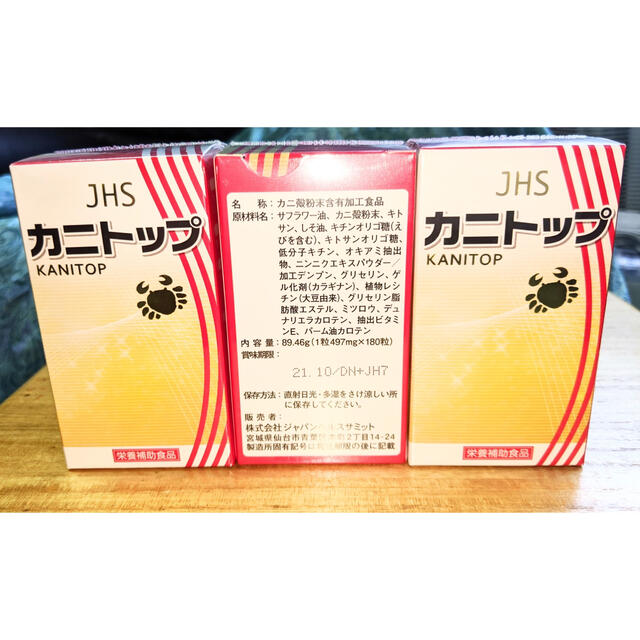 JHS
カニトップ
KANITOP
栄養補助食品
名　称：カニ殻粉末含有加工食品
原材料名：サフラワー油、カニ殻粉末、キト
サン、しそ油、キチンオリゴ糖(え
びを含む)、キトサンオリゴ糖、
低分子キチン、オキアミ抽出
物、ニンニクエキスパウダー／
加工デンプン、グリセリン、ゲ
ル化剤(カラギナン)、植物レシ
チン(大豆由来)、グリセリン脂
肪酸エステル、ミツロウ、デュ
ナリエラカロテン、抽出ビタミ
ンE、パーム油カロテン
内 容 量：89.46g(1粒497mg×180粒)
賞味期限：
21.10/DN+JH7
保存方法：直射日光・多湿をさけ涼しい所
に保存してください。
販 売 者：
株式会社ジャパンヘルスサミット
宮城県仙台市青葉区本町2丁目14-24
製造所固有記号は賞味期限の後に記載
JHS
カニトップ
KANITOP
栄養補助食品